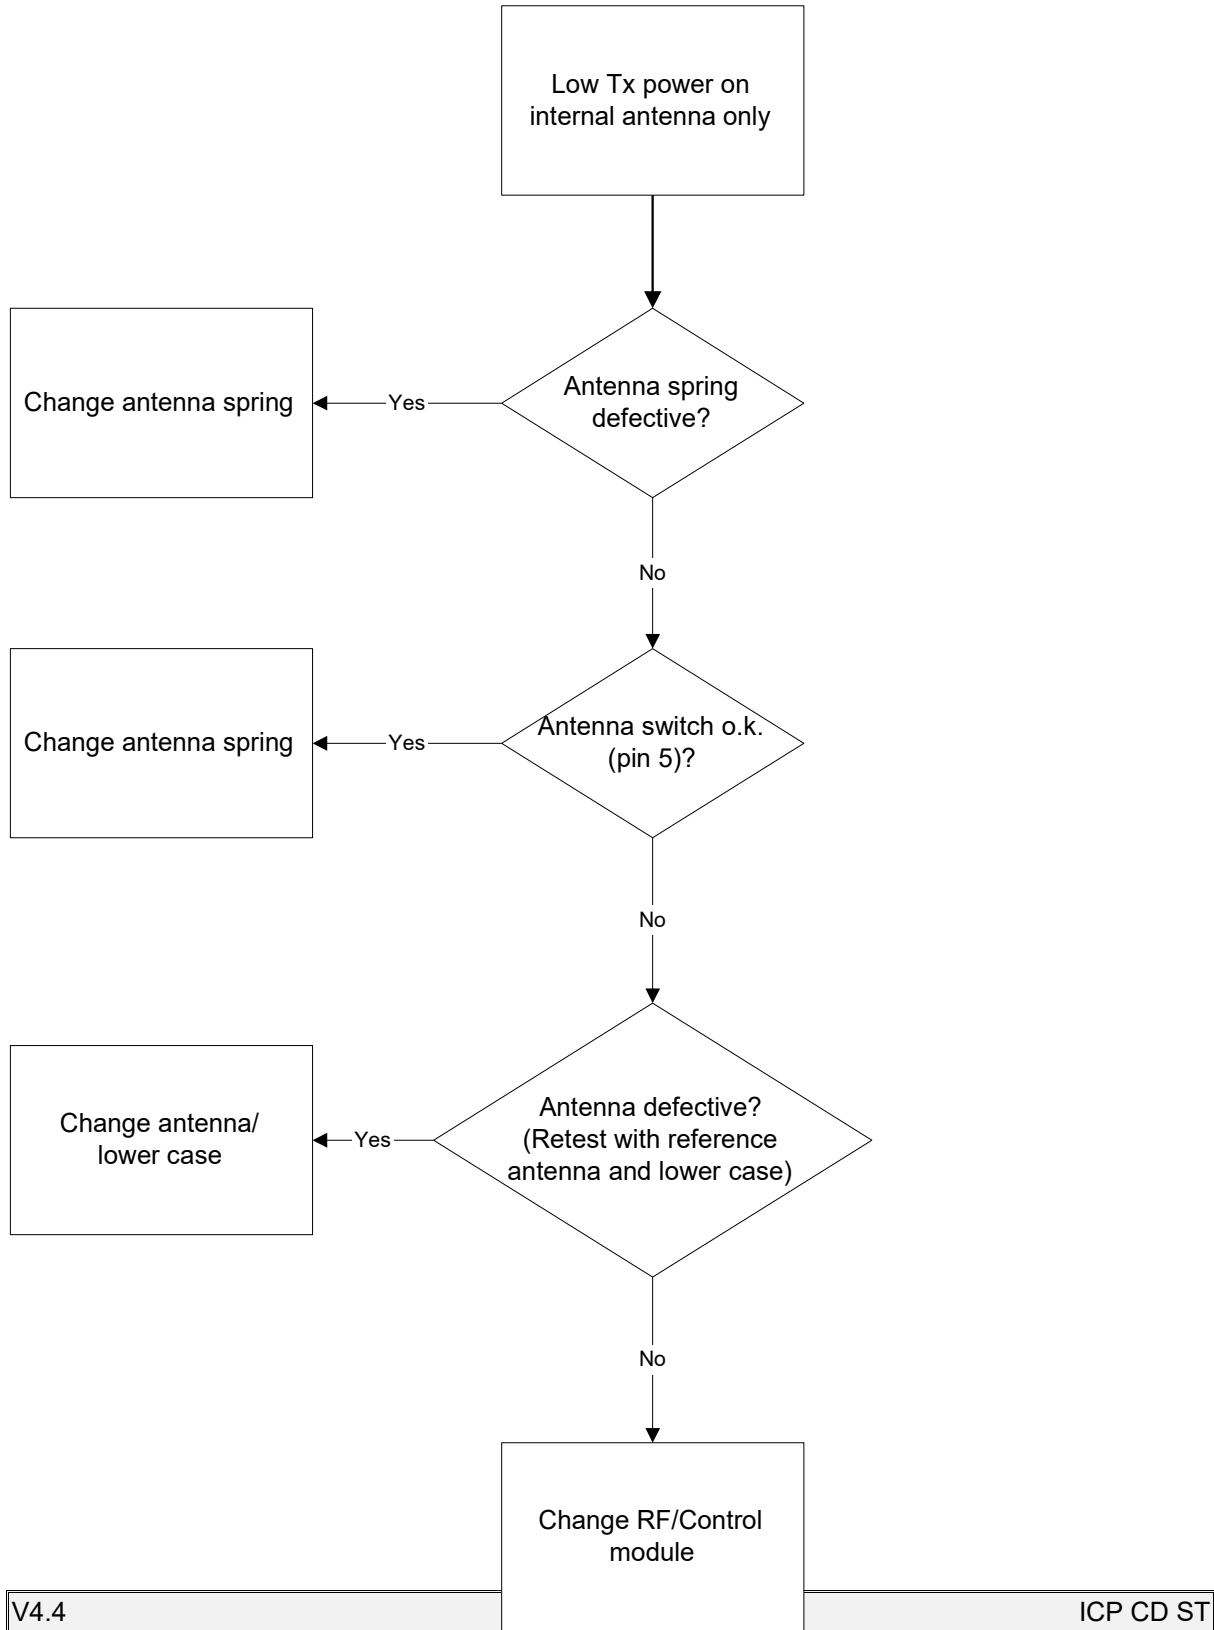 Low Tx power on
internal antenna only
Antenna spring
defective?
Yes
Change antenna spring
No
Antenna switch o.k.
(pin 5)?
Yes
Change antenna spring
No
Antenna defective?
(Retest with reference
antenna and lower case)
Yes
Change antenna/
lower case
No
Change RF/Control
module
V4.4
ICP CD ST